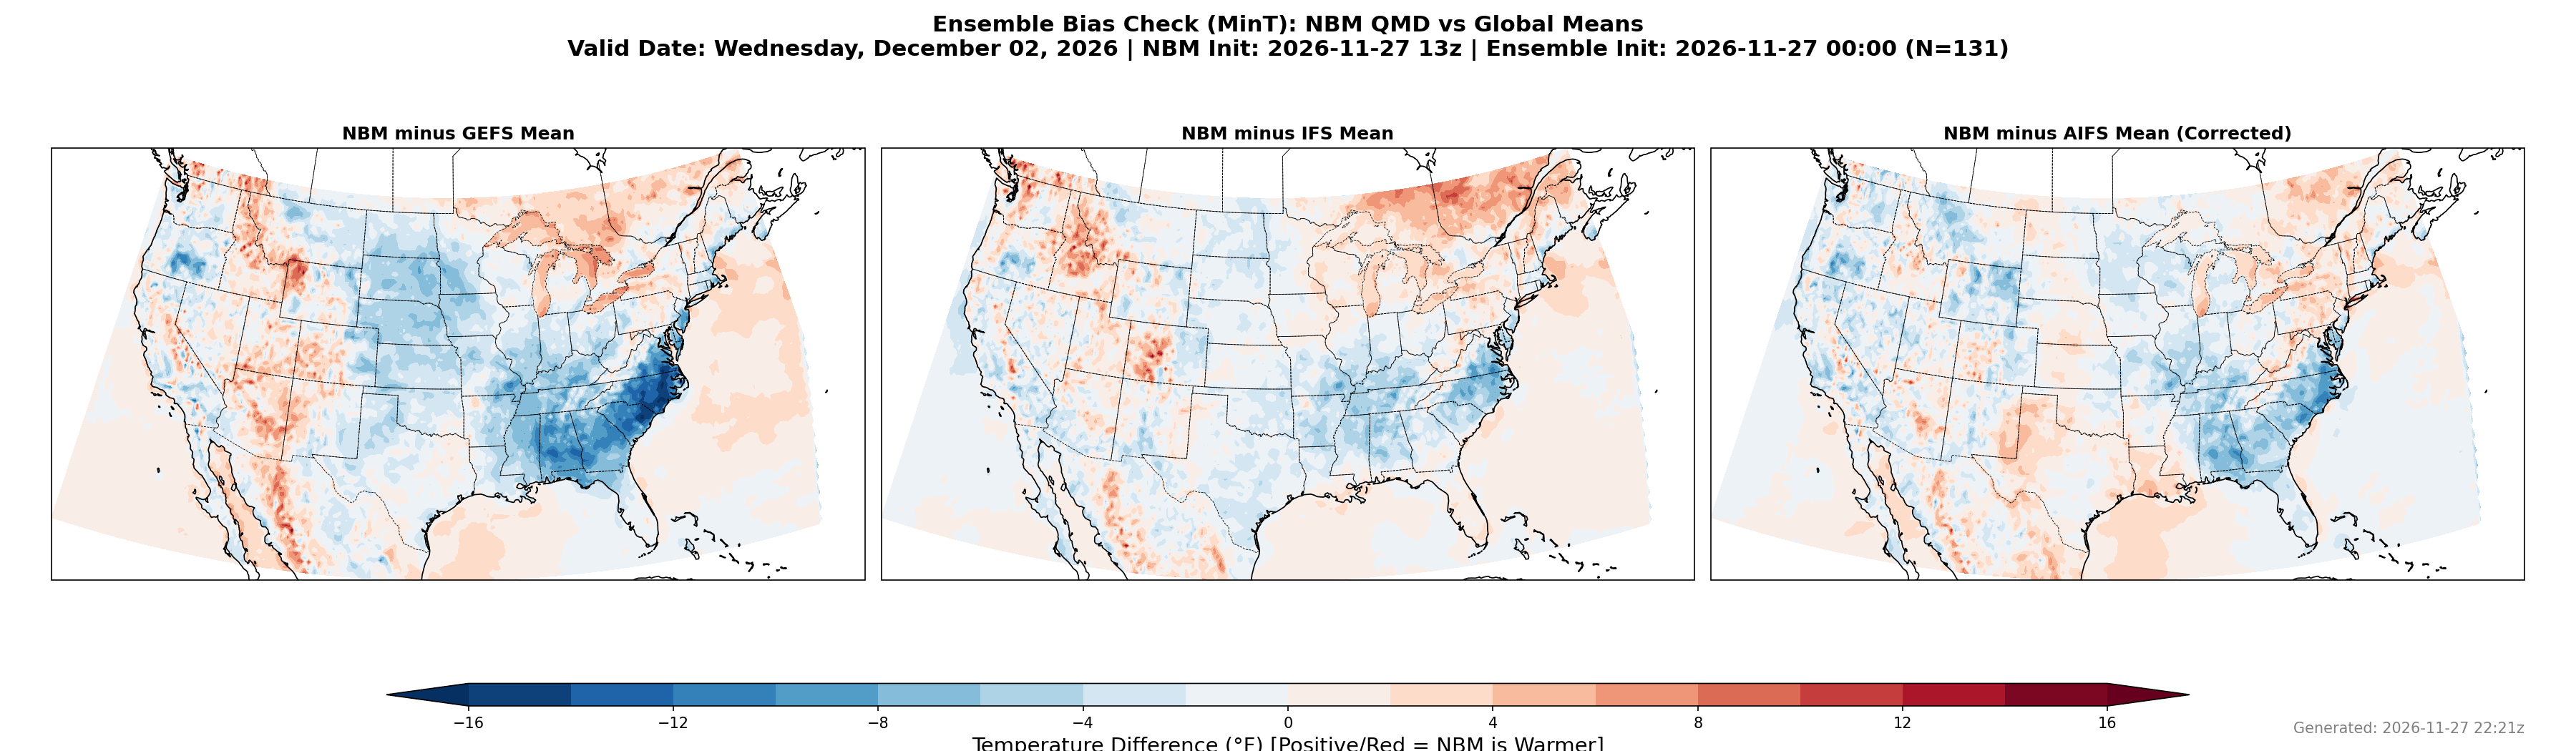 Ensemble Bias Check (MinT): NBM QMD vs Global Means
Valid Date: Wednesday, December 02, 2026 | NBM Init: 2026-11-27 13z | Ensemble Init: 2026-11-27 00:00 (N=131)
NBM minus GEFS Mean
NBM minus IFS Mean
NBM minus AIFS Mean (Corrected)
−16 −12 −8 −4 0 4 8 12 16
Generated: 2026-11-27 22:21z
Temperature Difference (°F) [Positive/Red = NBM is Warmer]